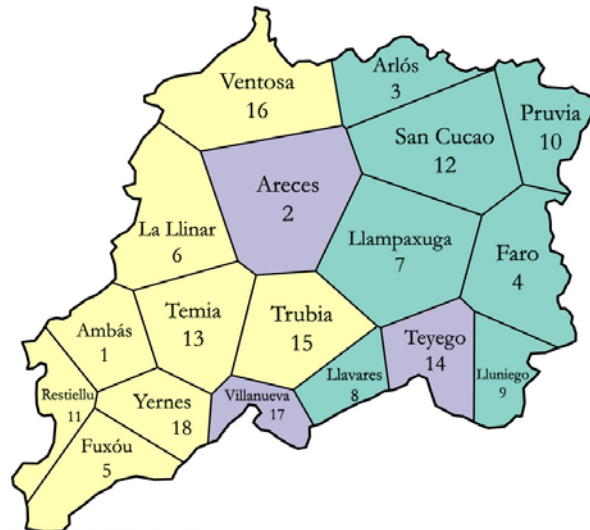 Ventosa
16
Arlós
3
Pruvia
10
San Cucao
12
Areces
2
La Llinar
6
Llampaxuga
7
Faro
4
Temia
13
Trubia
15
Ambás
1
Teyego
14
Restiellu
11
Yernes
18
Villanueva
17
Llavares
8
Lluniego
9
Fuxóu
5